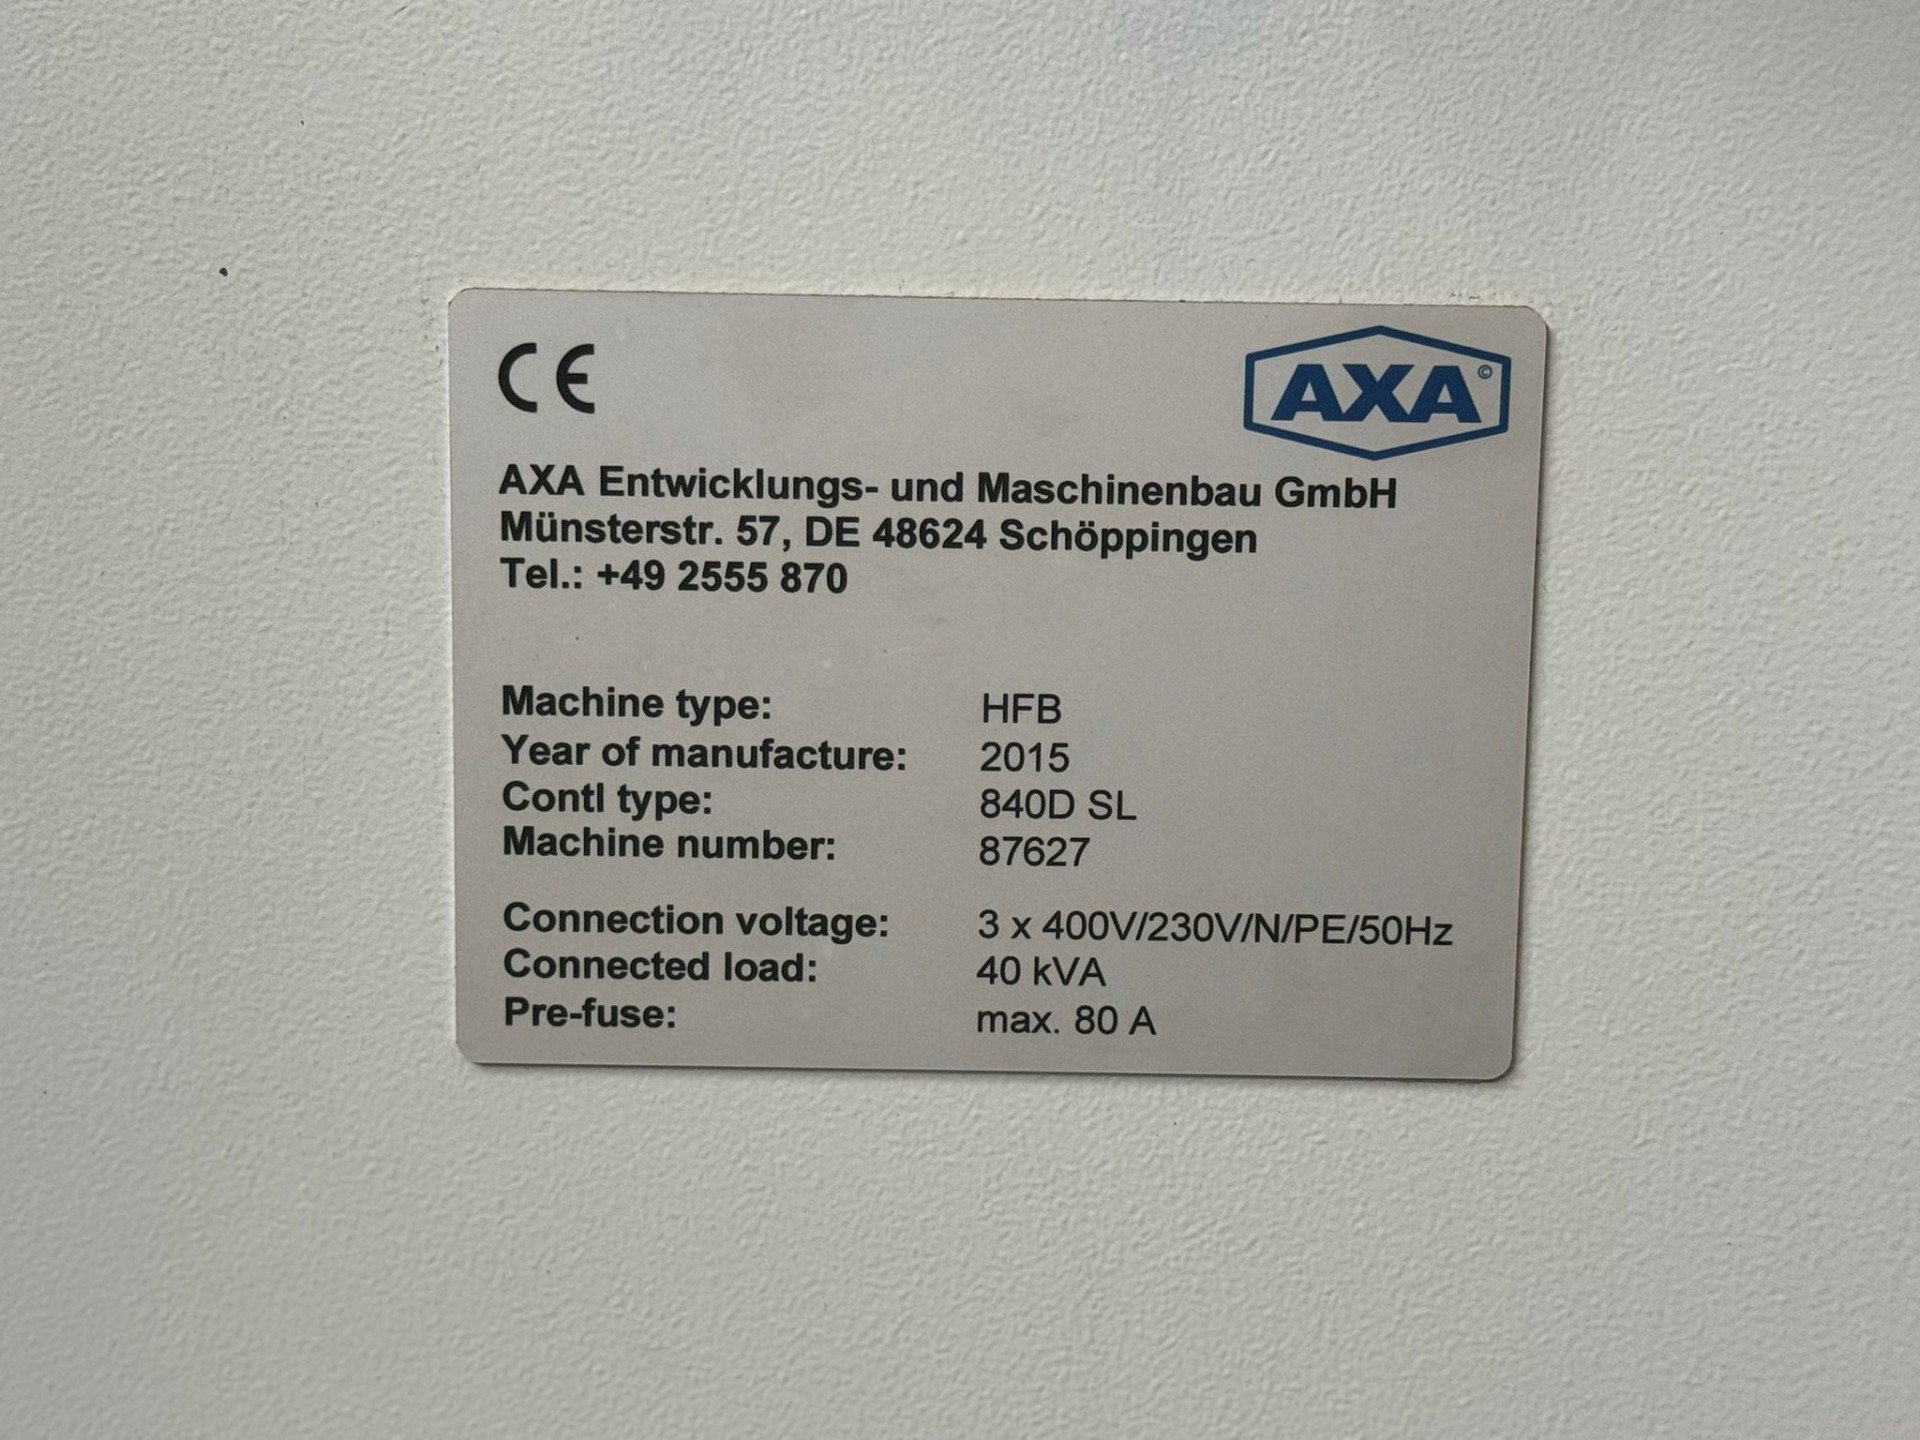 CE
AXA©
AXA Entwicklungs- und Maschinenbau GmbH
Münsterstr. 57, DE 48624 Schöppingen
Tel.: +49 2555 870
Machine type: HFB
Year of manufacture: 2015
Contl type: 840D SL
Machine number: 87627
Connection voltage: 3 x 400V/230V/N/PE/50Hz
Connected load: 40 kVA
Pre-fuse: max. 80 A